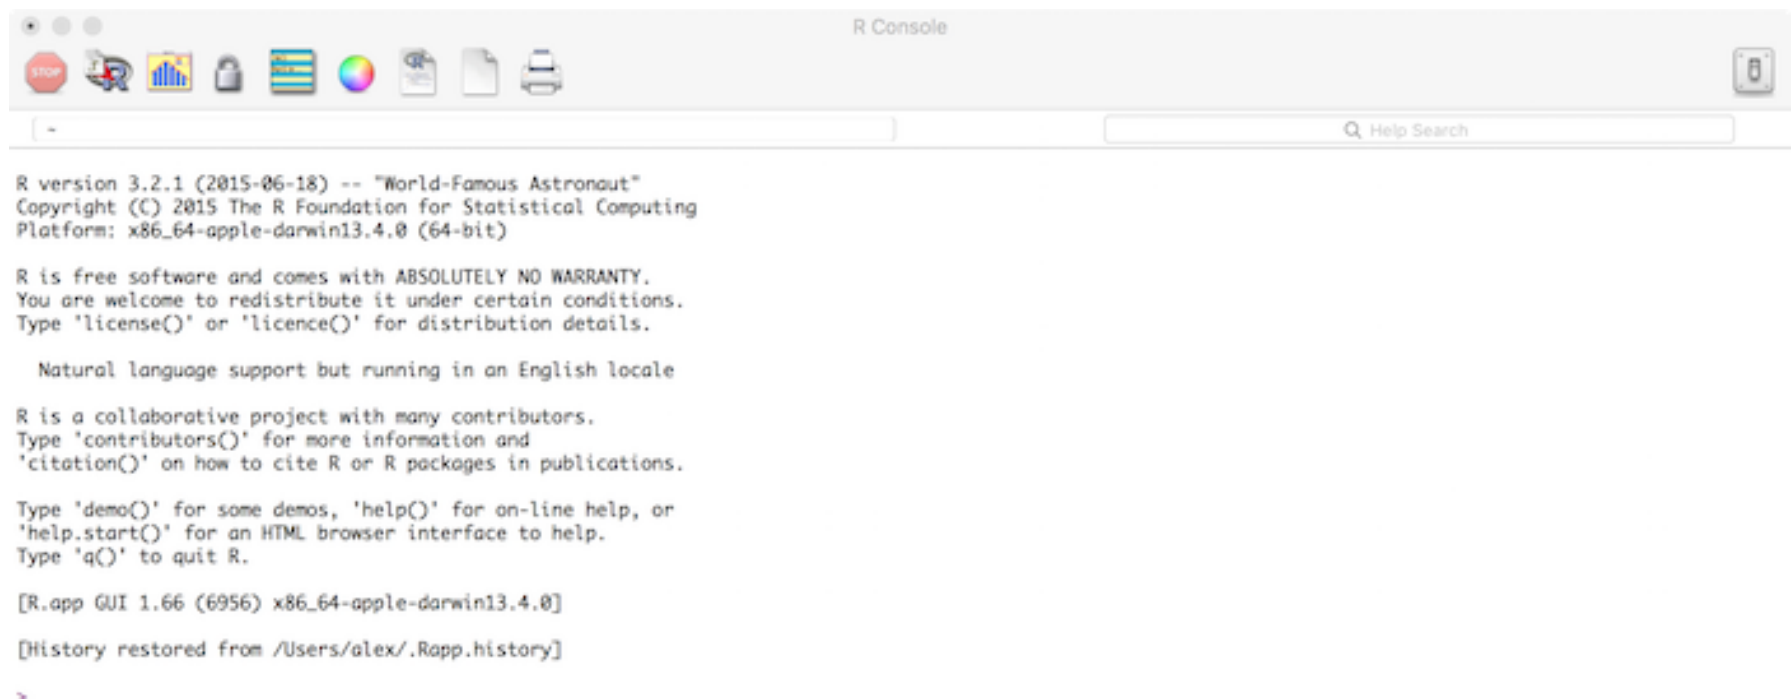 R Console
STOP
~
Help Search
R version 3.2.1 (2015-06-18) -- "World-Famous Astronaut"
Copyright (C) 2015 The R Foundation for Statistical Computing
Platform: x86_64-apple-darwin13.4.0 (64-bit)
R is free software and comes with ABSOLUTELY NO WARRANTY.
You are welcome to redistribute it under certain conditions.
Type 'license()' or 'licence()' for distribution details.
Natural language support but running in an English locale
R is a collaborative project with many contributors.
Type 'contributors()' for more information and
'citation()' on how to cite R or R packages in publications.
Type 'demo()' for some demos, 'help()' for on-line help, or
'help.start()' for an HTML browser interface to help.
Type 'q()' to quit R.
[R.app GUI 1.66 (6956) x86_64-apple-darwin13.4.0]
[History restored from /Users/alex/.Rapp.history]
>